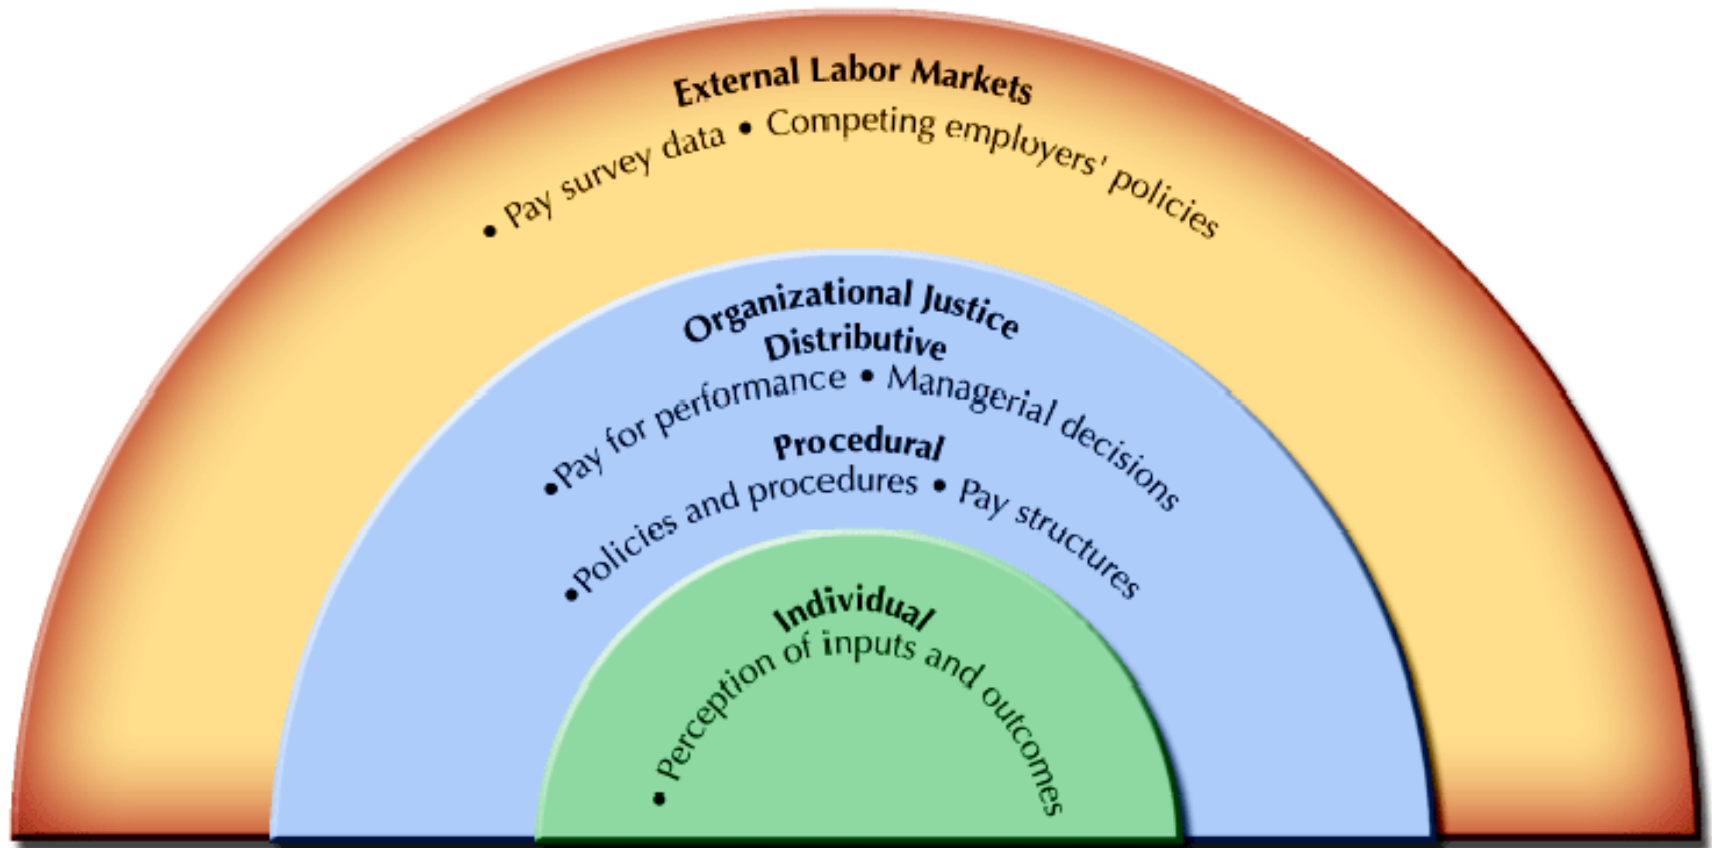 External Labor Markets
• Pay survey data • Competing employers' policies
Organizational Justice
Distributive
•Pay for performance • Managerial decisions
Procedural
•Policies and procedures • Pay structures
Individual
• Perception of inputs and outcomes